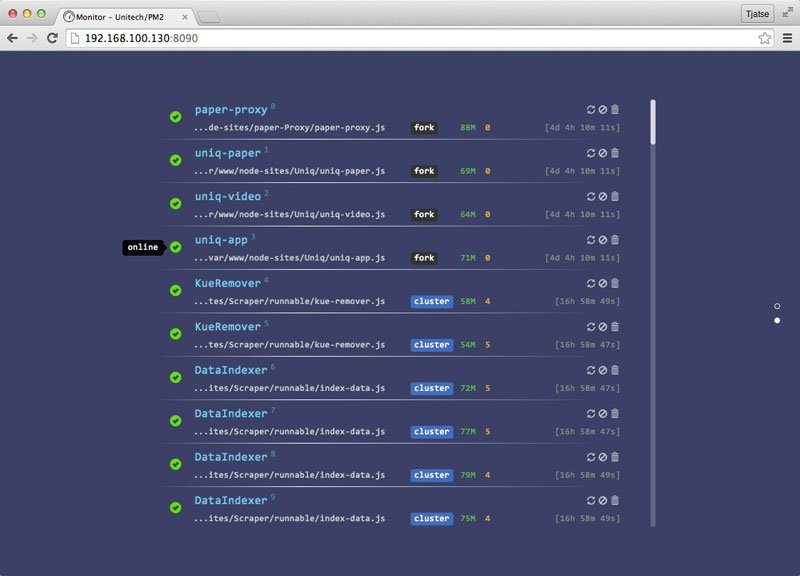 Monitor - Unitech/PM2
Tjatse
192.168.100.130:8090
paper-proxy 0
...de-sites/paper-Proxy/paper-proxy.js fork 88M 0 [4d 4h 10m 11s]
uniq-paper 1
...r/www/node-sites/Uniq/uniq-paper.js fork 69M 0 [4d 4h 10m 11s]
uniq-video 2
...r/www/node-sites/Uniq/uniq-video.js fork 64M 0 [4d 4h 10m 11s]
online
uniq-app 3
...var/www/node-sites/Uniq/uniq-app.js fork 71M 0 [4d 4h 10m 11s]
KueRemover 4
...tes/Scraper/runnable/kue-remover.js cluster 58M 4 [16h 58m 49s]
KueRemover 5
...tes/Scraper/runnable/kue-remover.js cluster 54M 5 [16h 58m 47s]
DataIndexer 6
...ites/Scraper/runnable/index-data.js cluster 72M 5 [16h 58m 47s]
DataIndexer 7
...ites/Scraper/runnable/index-data.js cluster 77M 5 [16h 58m 47s]
DataIndexer 8
...ites/Scraper/runnable/index-data.js cluster 79M 4 [16h 58m 49s]
DataIndexer 9
...ites/Scraper/runnable/index-data.js cluster 75M 4 [16h 58m 49s]